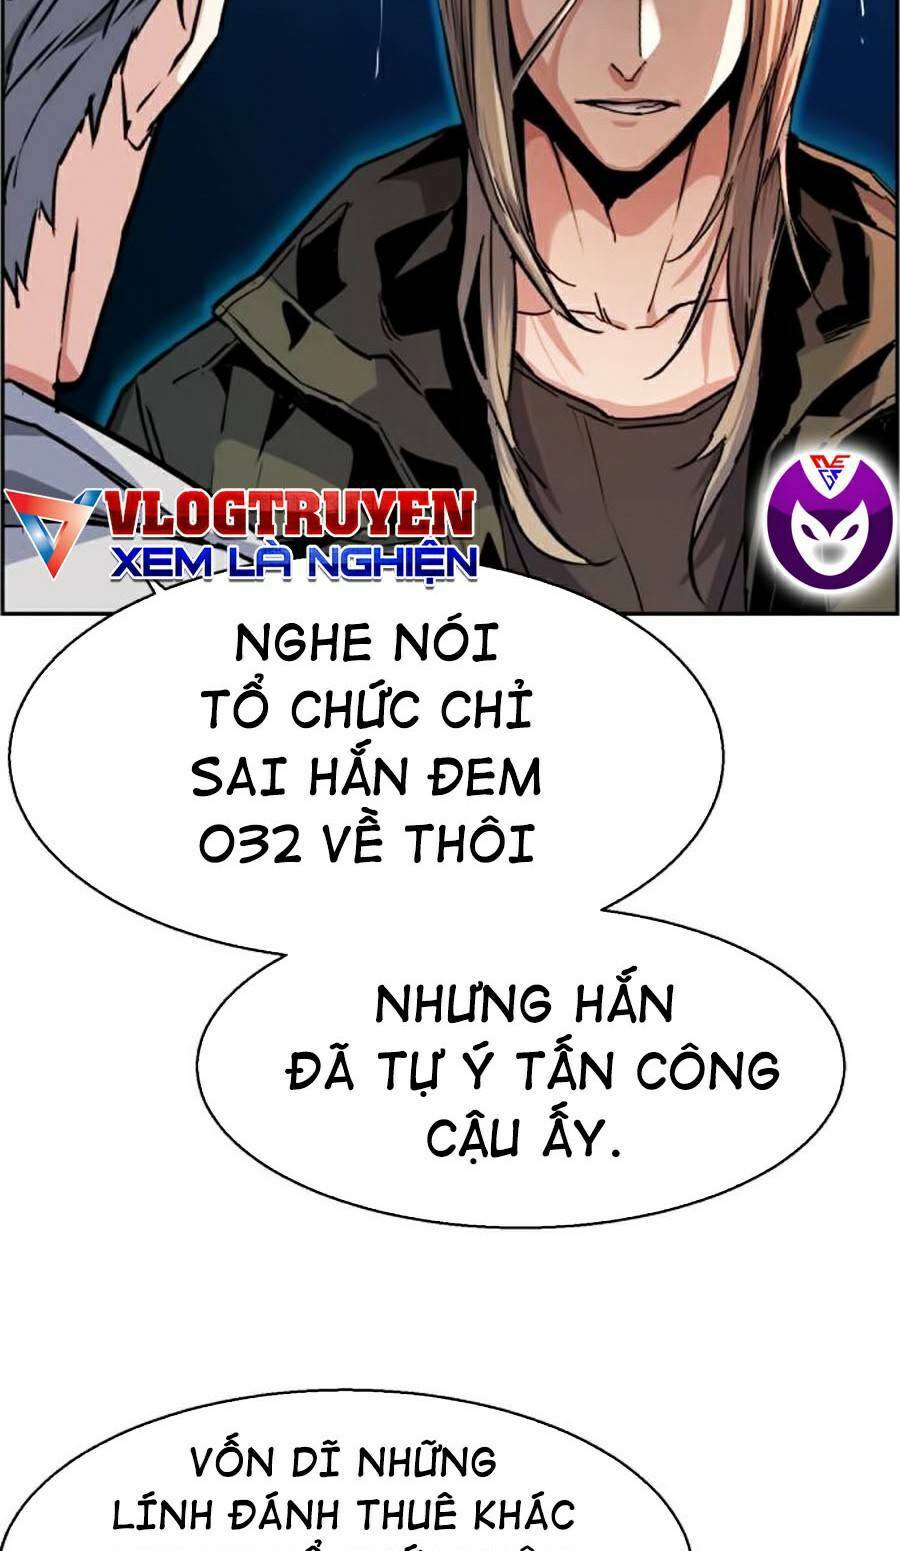 MEGF
VLOGTRUYEN
XEM LÀ NGHIỆN
NGHE NÓI
TỔ CHỨC CHỈ
SAI HẮN ĐEM
032 VỀ THÔI
NHƯNG HẮN
ĐÃ TỰ Ý TẤN CÔNG
CẬU ẤY.
VỐN DĨ NHỮNG
LÍNH ĐÁNH THUÊ KHÁC